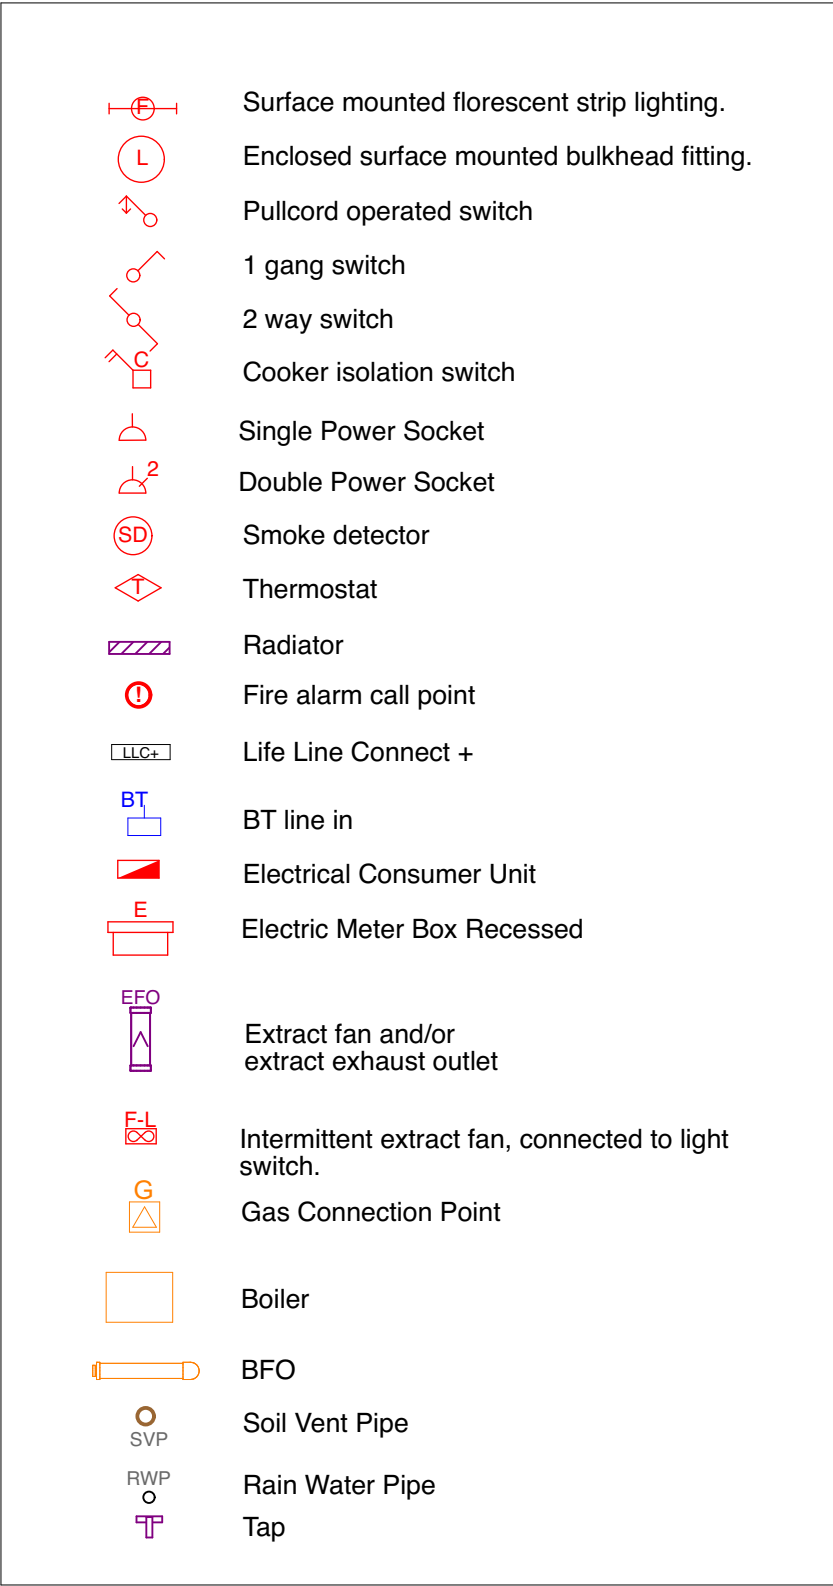 F Surface mounted florescent strip lighting.
L Enclosed surface mounted bulkhead fitting.
Pullcord operated switch
1 gang switch
2 way switch
C Cooker isolation switch
Single Power Socket
2 Double Power Socket
SD Smoke detector
T Thermostat
Radiator
! Fire alarm call point
LLC+ Life Line Connect +
BT
BT line in
Electrical Consumer Unit
E
Electric Meter Box Recessed
EFO
Extract fan and/or
extract exhaust outlet
F-L
Intermittent extract fan, connected to light
switch.
G
Gas Connection Point
Boiler
BFO
Soil Vent Pipe
SVP
RWP
Rain Water Pipe
Tap